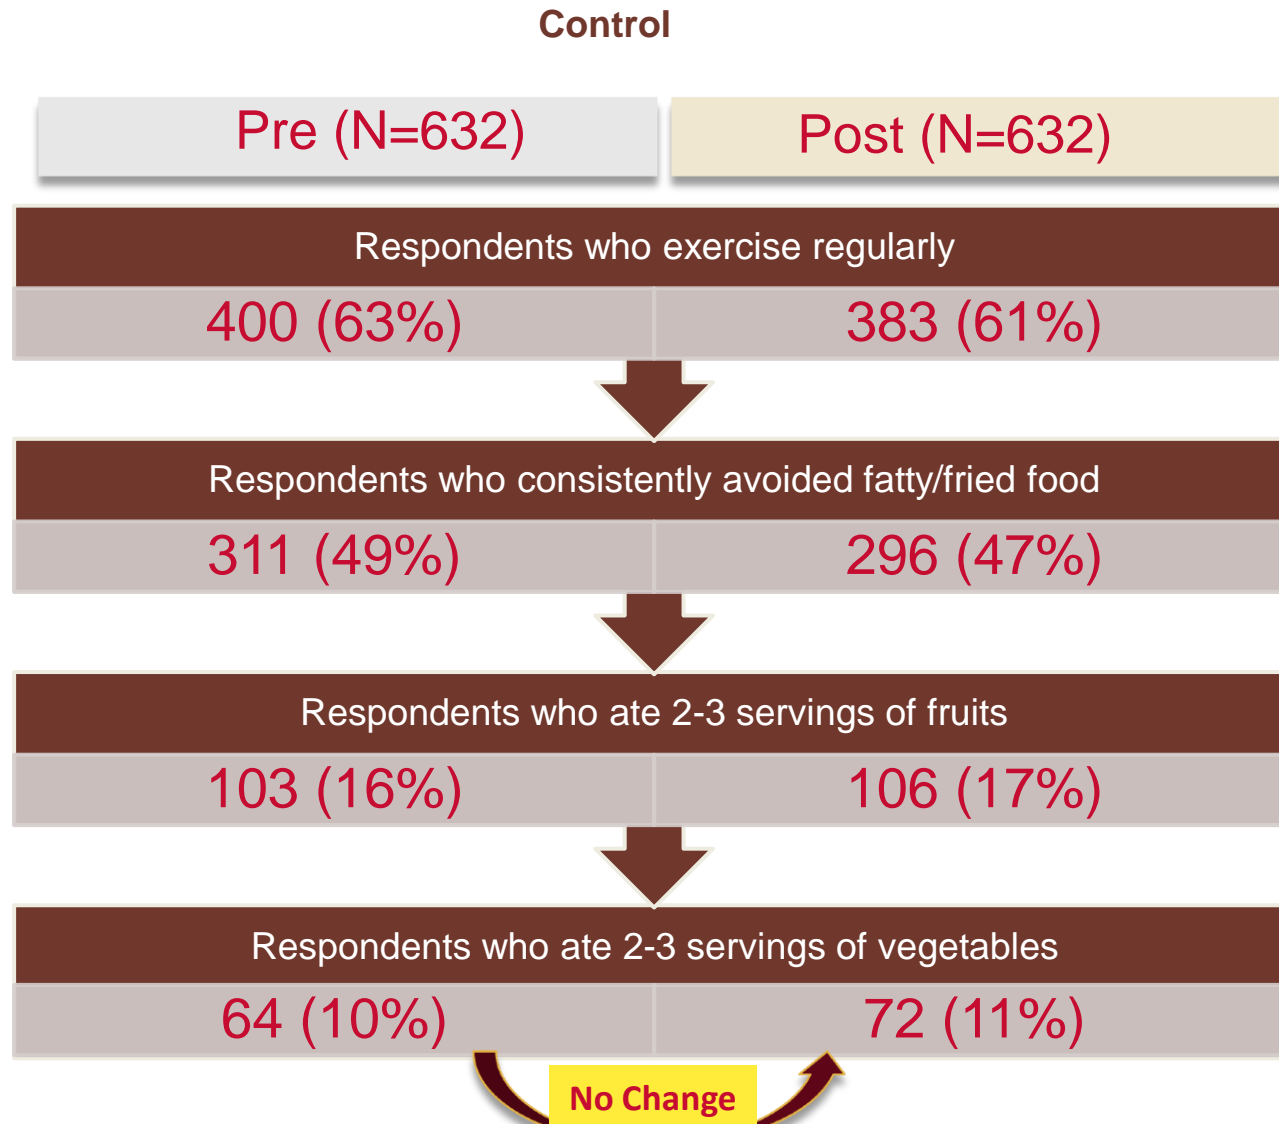 Control
Pre (N=632)
Post (N=632)
Respondents who exercise regularly
400 (63%)
383 (61%)
Respondents who consistently avoided fatty/fried food
311 (49%)
296 (47%)
Respondents who ate 2-3 servings of fruits
103 (16%)
106 (17%)
Respondents who ate 2-3 servings of vegetables
64 (10%)
72 (11%)
No Change